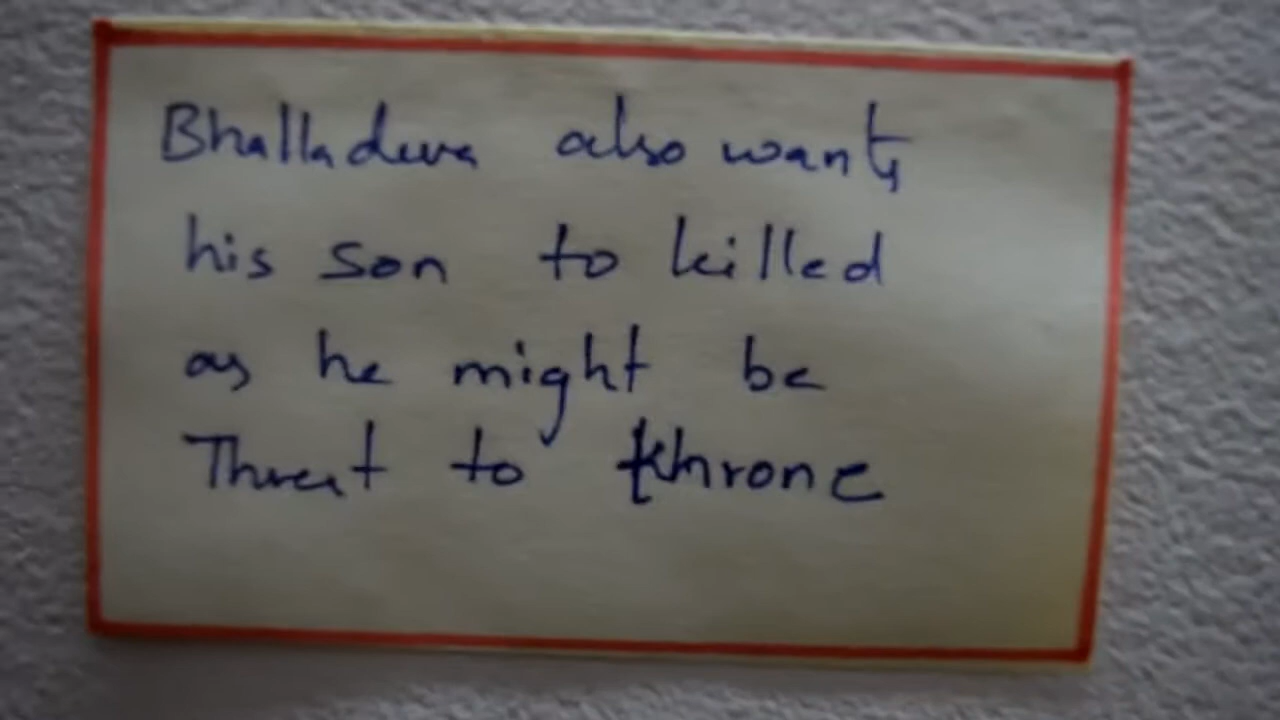 Bhalladeva also wants
his son to killed
as he might be
Threat to throne